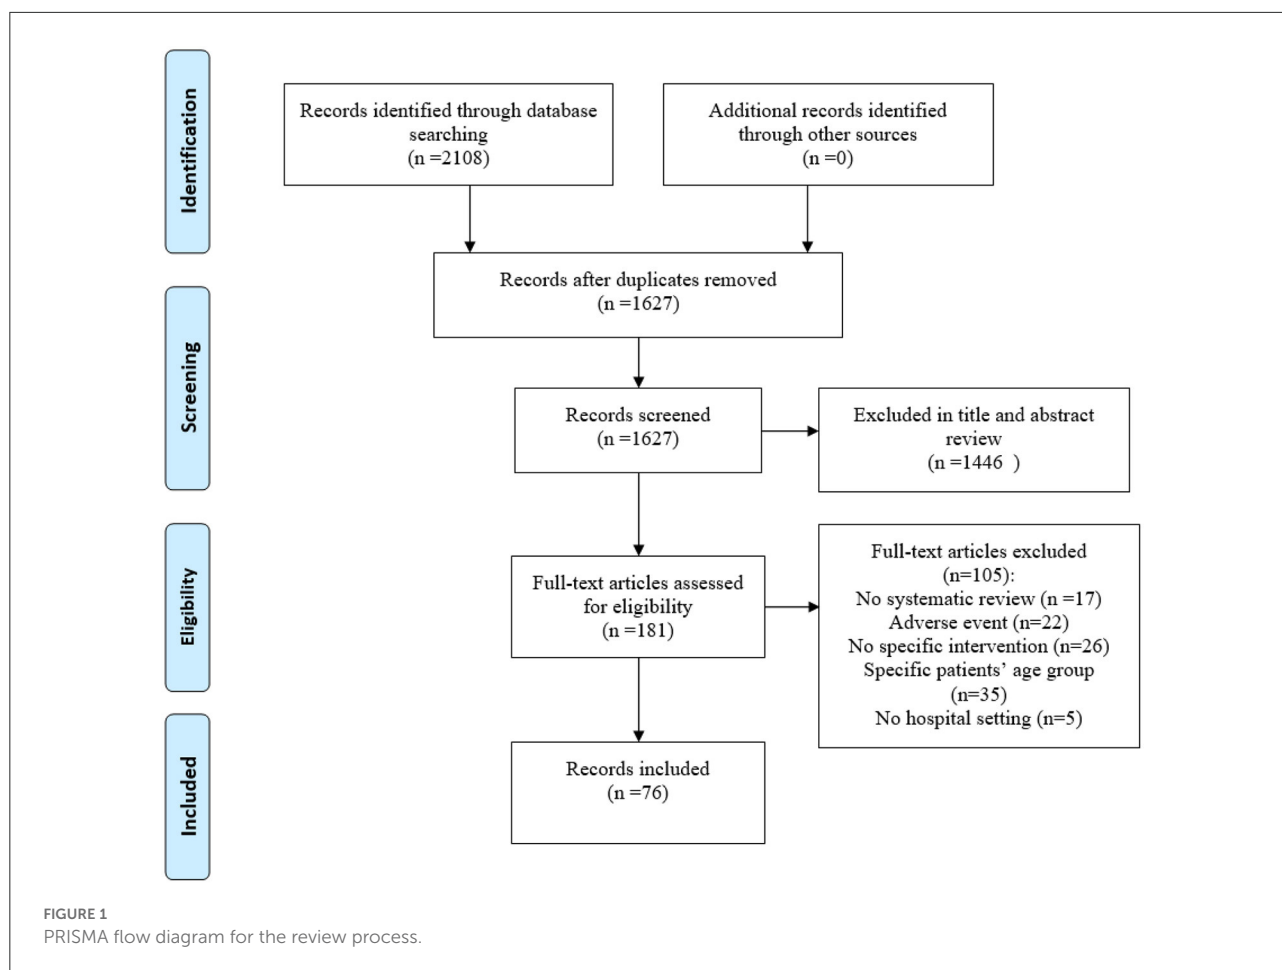 Identification
Records identified through database
searching
(n =2108)
Additional records identified
through other sources
(n =0)
Records after duplicates removed
(n =1627)
Screening
Records screened
(n =1627)
Excluded in title and abstract
review
(n =1446  )
Eligibility
Full-text articles assessed
for eligibility
(n =181)
Full-text articles excluded
(n=105):
No systematic review (n =17)
Adverse event (n=22)
No specific intervention (n=26)
Specific patients’ age group
(n=35)
No hospital setting (n=5)
Included
Records included
(n =76)
FIGURE 1
PRISMA flow diagram for the review process.